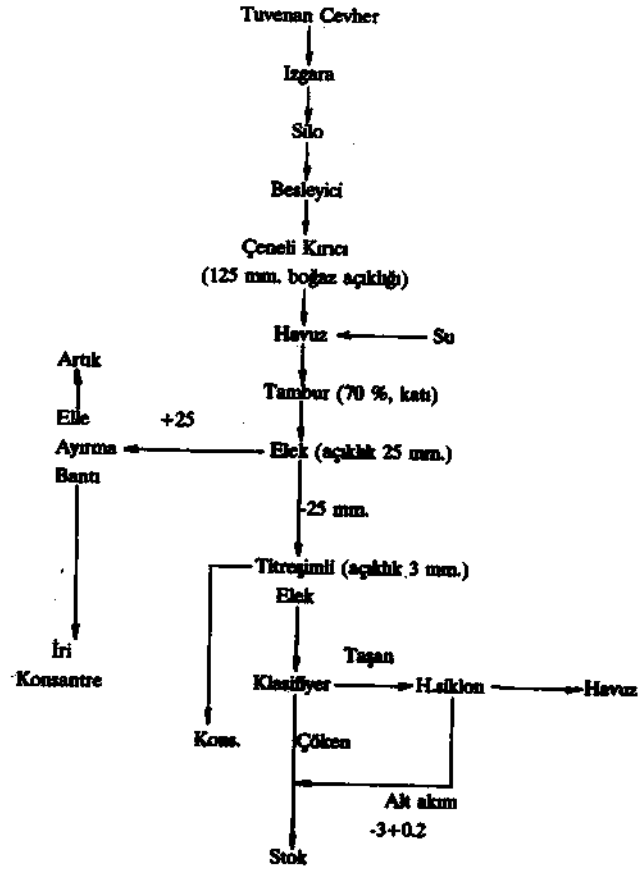 Tuvenan Cevher
Izgara
Silo
Besleyici
Çeneli Kırıcı
(125 mm. boğaz açıklığı)
Havuz
Su
Tambur (70 %, katı)
Artık
Elle
Ayırma
Bantı
+25
Elek (açıklık 25 mm.)
-25 mm.
Titreşimli (açıklık 3 mm.)
Elek
İri
Konsantre
Taşan
Klasifiyer
H.siklon
Havuz
Kons.
Çöken
Alt akım
-3+0.2
Stok